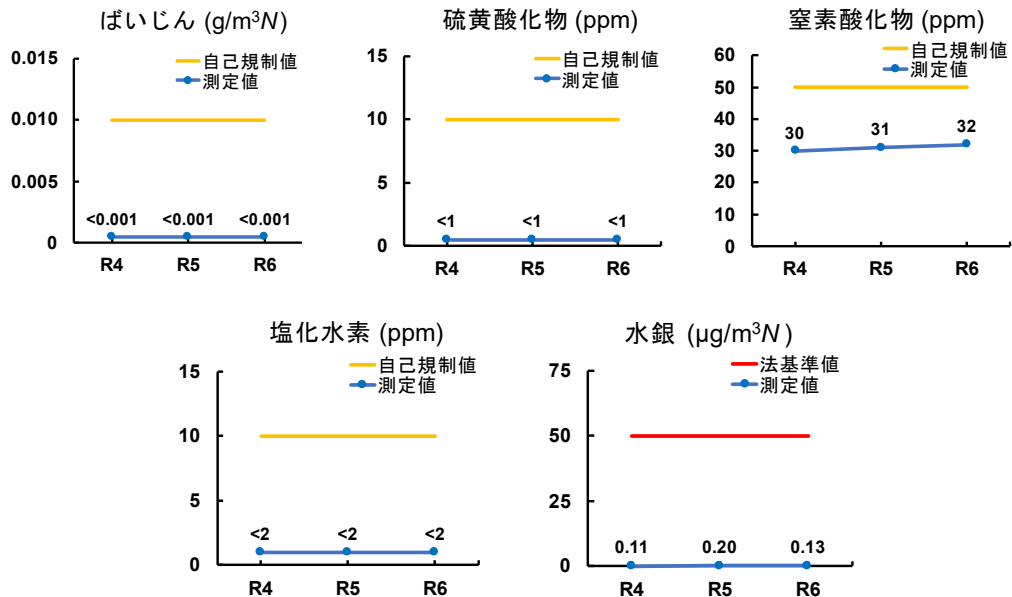 ばいじん (g/m³N)
自己規制値
測定値
0.015
0.010
0.005
0
<0.001 <0.001 <0.001
R4 R5 R6
硫黄酸化物 (ppm)
自己規制値
測定値
15
10
5
0
<1 <1 <1
R4 R5 R6
窒素酸化物 (ppm)
自己規制値
測定値
60
50
40
30
20
10
0
30 31 32
R4 R5 R6
塩化水素 (ppm)
自己規制値
測定値
15
10
5
0
<2 <2 <2
R4 R5 R6
水銀 (µg/m³N)
法基準値
測定値
75
50
25
0
0.11 0.20 0.13
R4 R5 R6